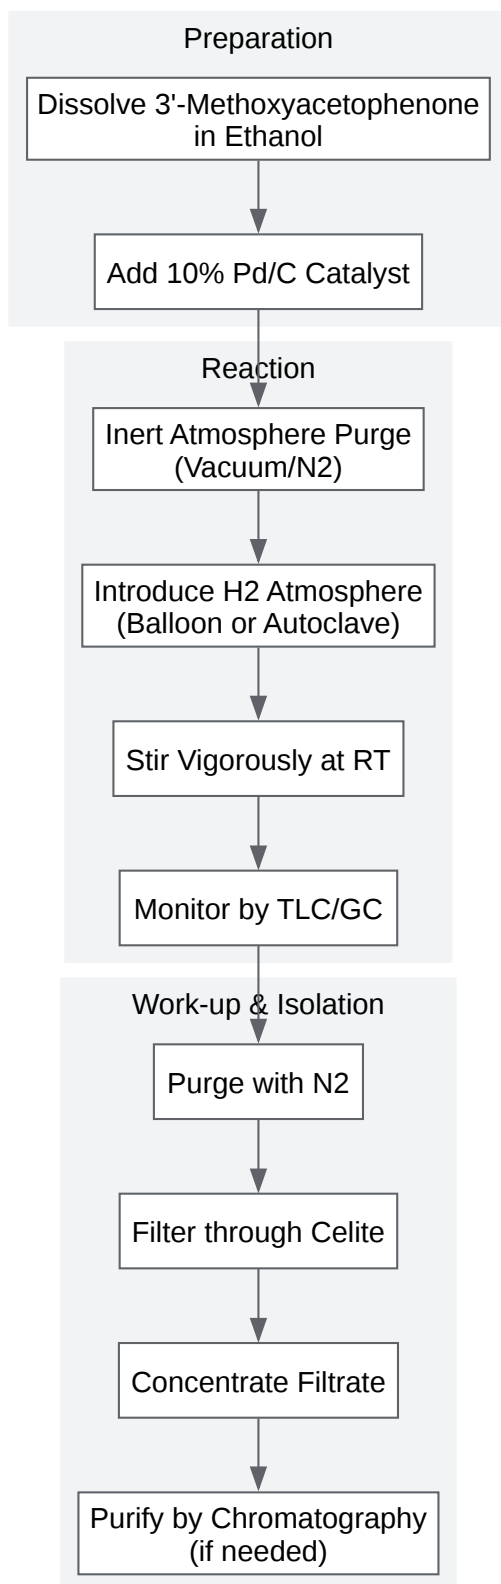 Preparation
Dissolve 3'-Methoxyacetophenone
in Ethanol
Add 10% Pd/C Catalyst
Reaction
Inert Atmosphere Purge
(Vacuum/N2)
Introduce H2 Atmosphere
(Balloon or Autoclave)
Stir Vigorously at RT
Monitor by TLC/GC
Work-up & Isolation
Purge with N2
Filter through Celite
Concentrate Filtrate
Purify by Chromatography
(if needed)